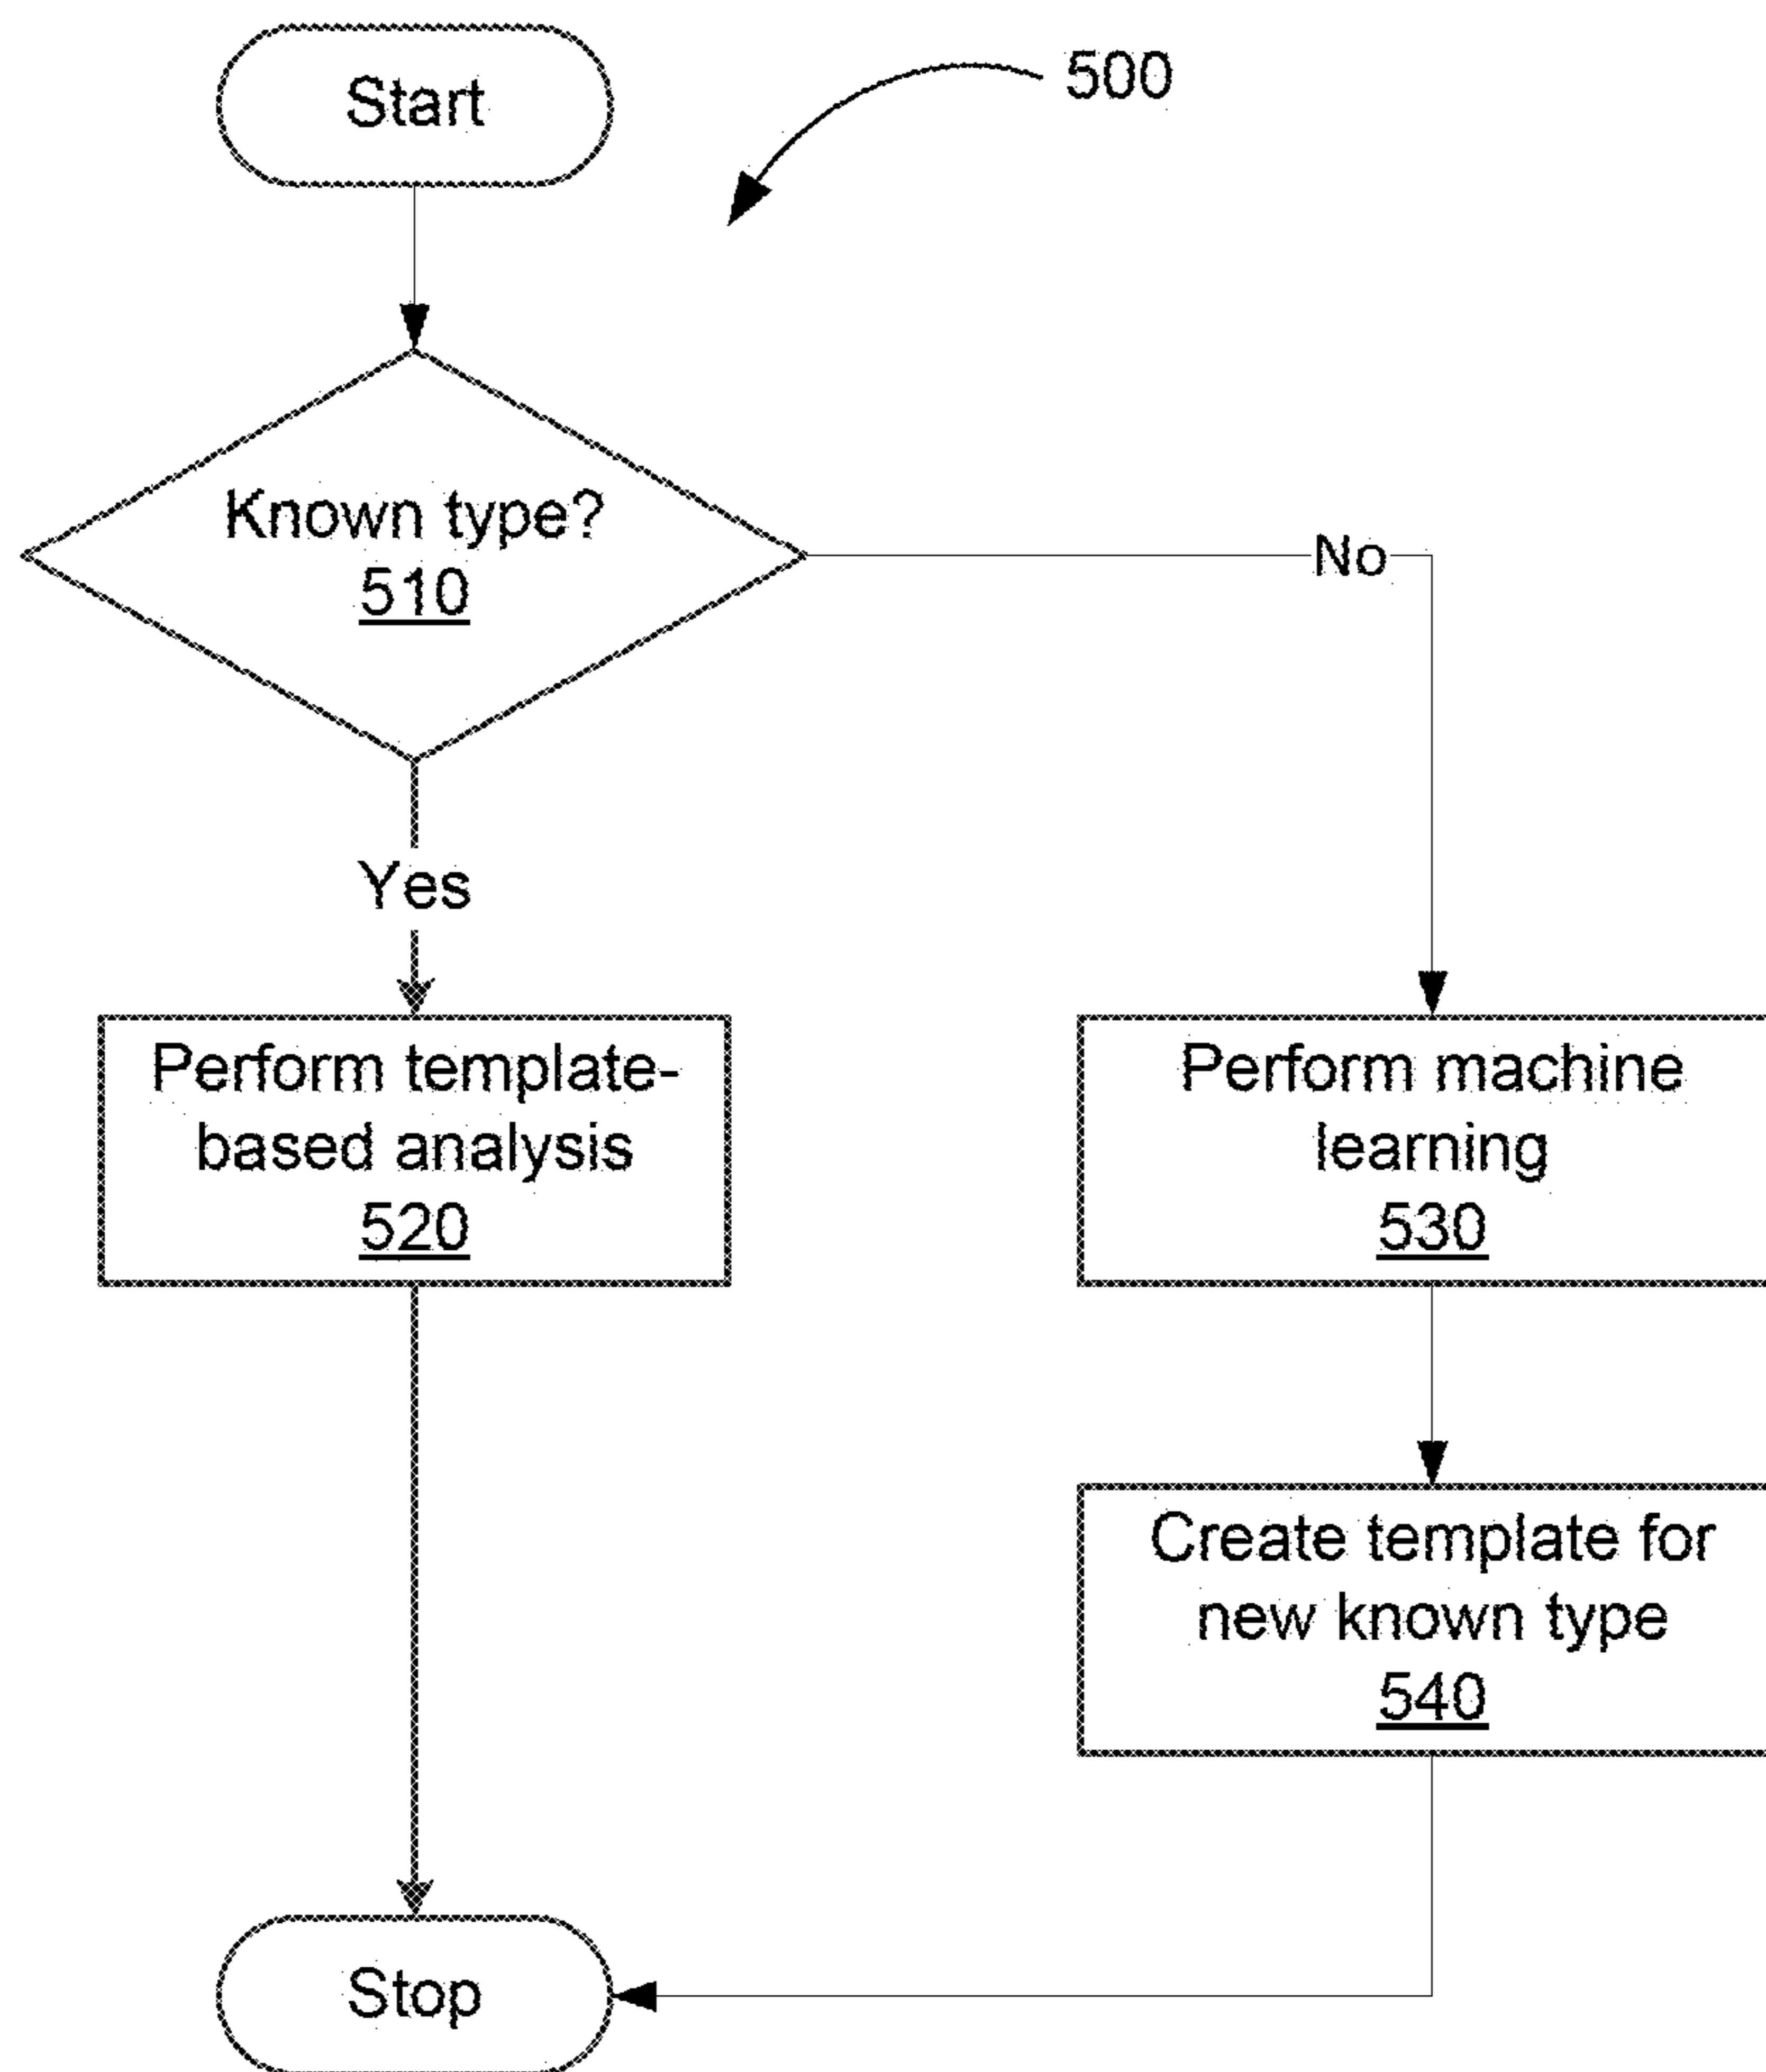 Start
500
Known type?
510
No
Yes
Perform template-
based analysis
520
Perform machine
learning
530
Create template for
new known type
540
Stop